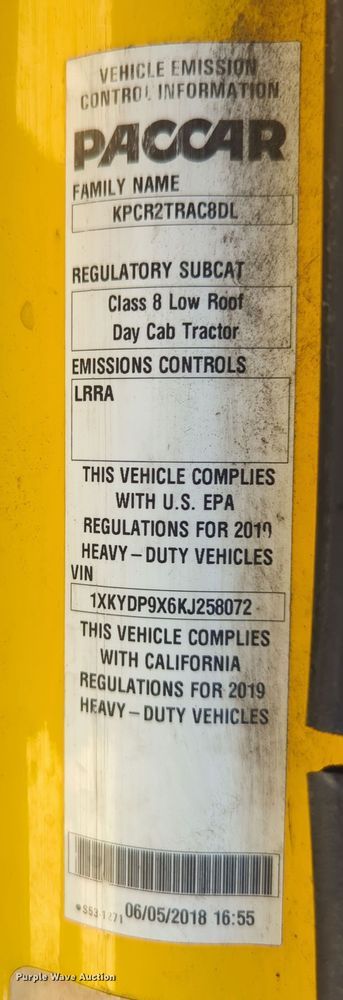 VEHICLE EMISSION
CONTROL INFORMATION
PACCAR
FAMILY NAME
KPCR2TRAC8DL
REGULATORY SUBCAT
Class 8 Low Roof
Day Cab Tractor
EMISSIONS CONTROLS
LRRA
THIS VEHICLE COMPLIES
WITH U.S. EPA
REGULATIONS FOR 2019
HEAVY – DUTY VEHICLES
VIN
1XKYDP9X6KJ258072
THIS VEHICLE COMPLIES
WITH CALIFORNIA
REGULATIONS FOR 2019
HEAVY – DUTY VEHICLES
S53-1271 06/05/2018 16:55
Purple Wave Auction